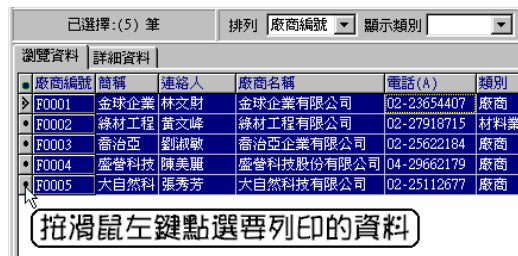 已選擇:(5) 筆 排列 廠商編號 顯示類別
瀏覽資料 詳細資料
廠商編號 簡稱 連絡人 廠商名稱 電話(A) 類別
F0001 金球企業 林文財 金球企業有限公司 02-23654407 廠商
F0002 綠材工程 黃文峰 綠材工程有限公司 02-27918715 材料業
F0003 喬治亞 劉淑敏 喬治亞企業有限公司 02-25622184 廠商
F0004 盛誉科技 陳美麗 盛誉科技股份有限公司 04-29662179 廠商
F0005 大自然科 張秀芳 大自然科技有限公司 02-25112677 廠商
按滑鼠左鍵點選要列印的資料